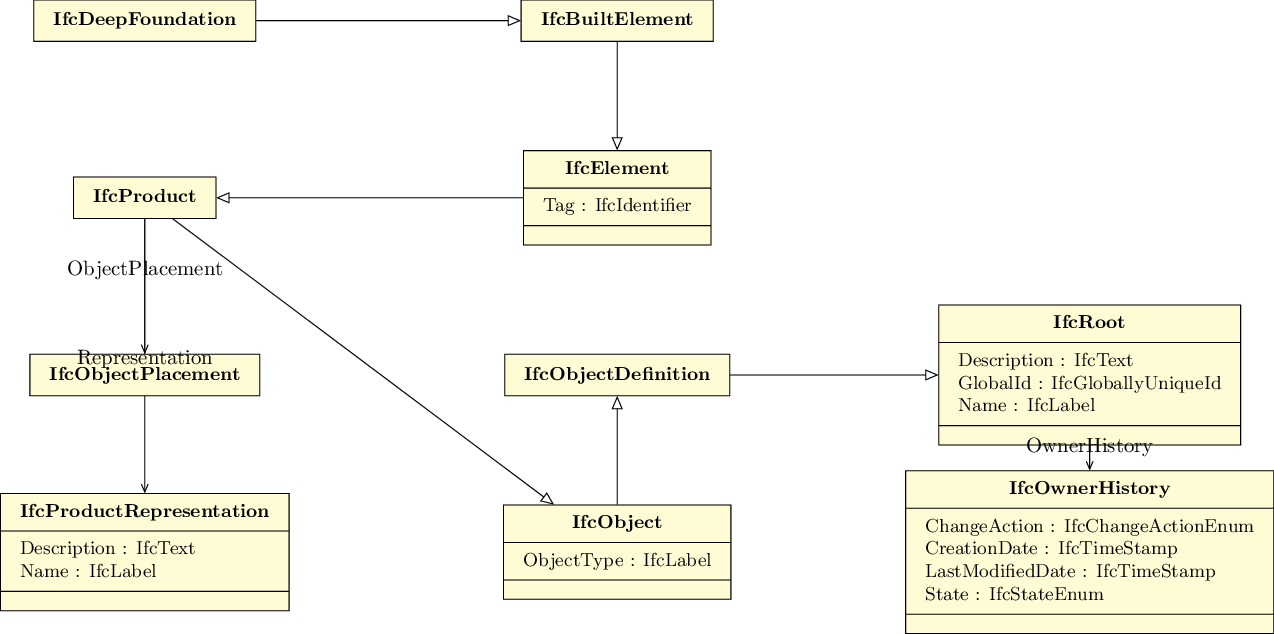 IfcDeepFoundation
IfcBuiltElement
IfcElement
Tag : IfcIdentifier
IfcProduct
ObjectPlacement
Representation
IfcObjectPlacement
IfcObjectDefinition
IfcRoot
Description : IfcText
GlobalId : IfcGloballyUniqueId
Name : IfcLabel
OwnerHistory
IfcProductRepresentation
Description : IfcText
Name : IfcLabel
IfcObject
ObjectType : IfcLabel
IfcOwnerHistory
ChangeAction : IfcChangeActionEnum
CreationDate : IfcTimeStamp
LastModifiedDate : IfcTimeStamp
State : IfcStateEnum